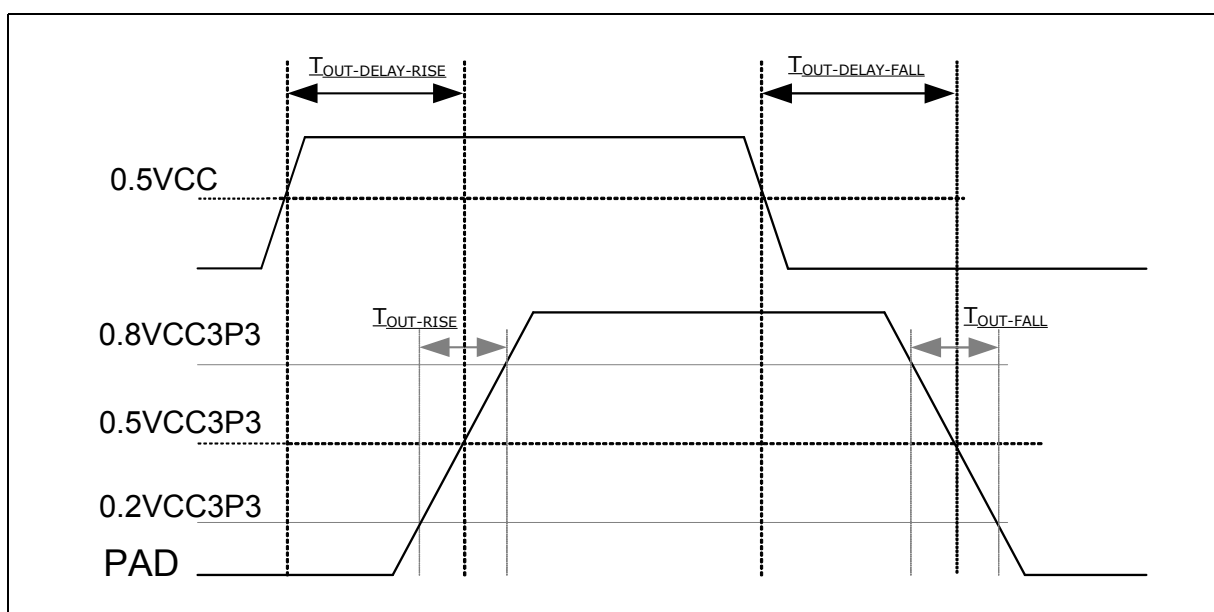 TOUT-DELAY-RISE
TOUT-DELAY-FALL
0.5VCC
TOUT-RISE
TOUT-FALL
0.8VCC3P3
0.5VCC3P3
0.2VCC3P3
PAD